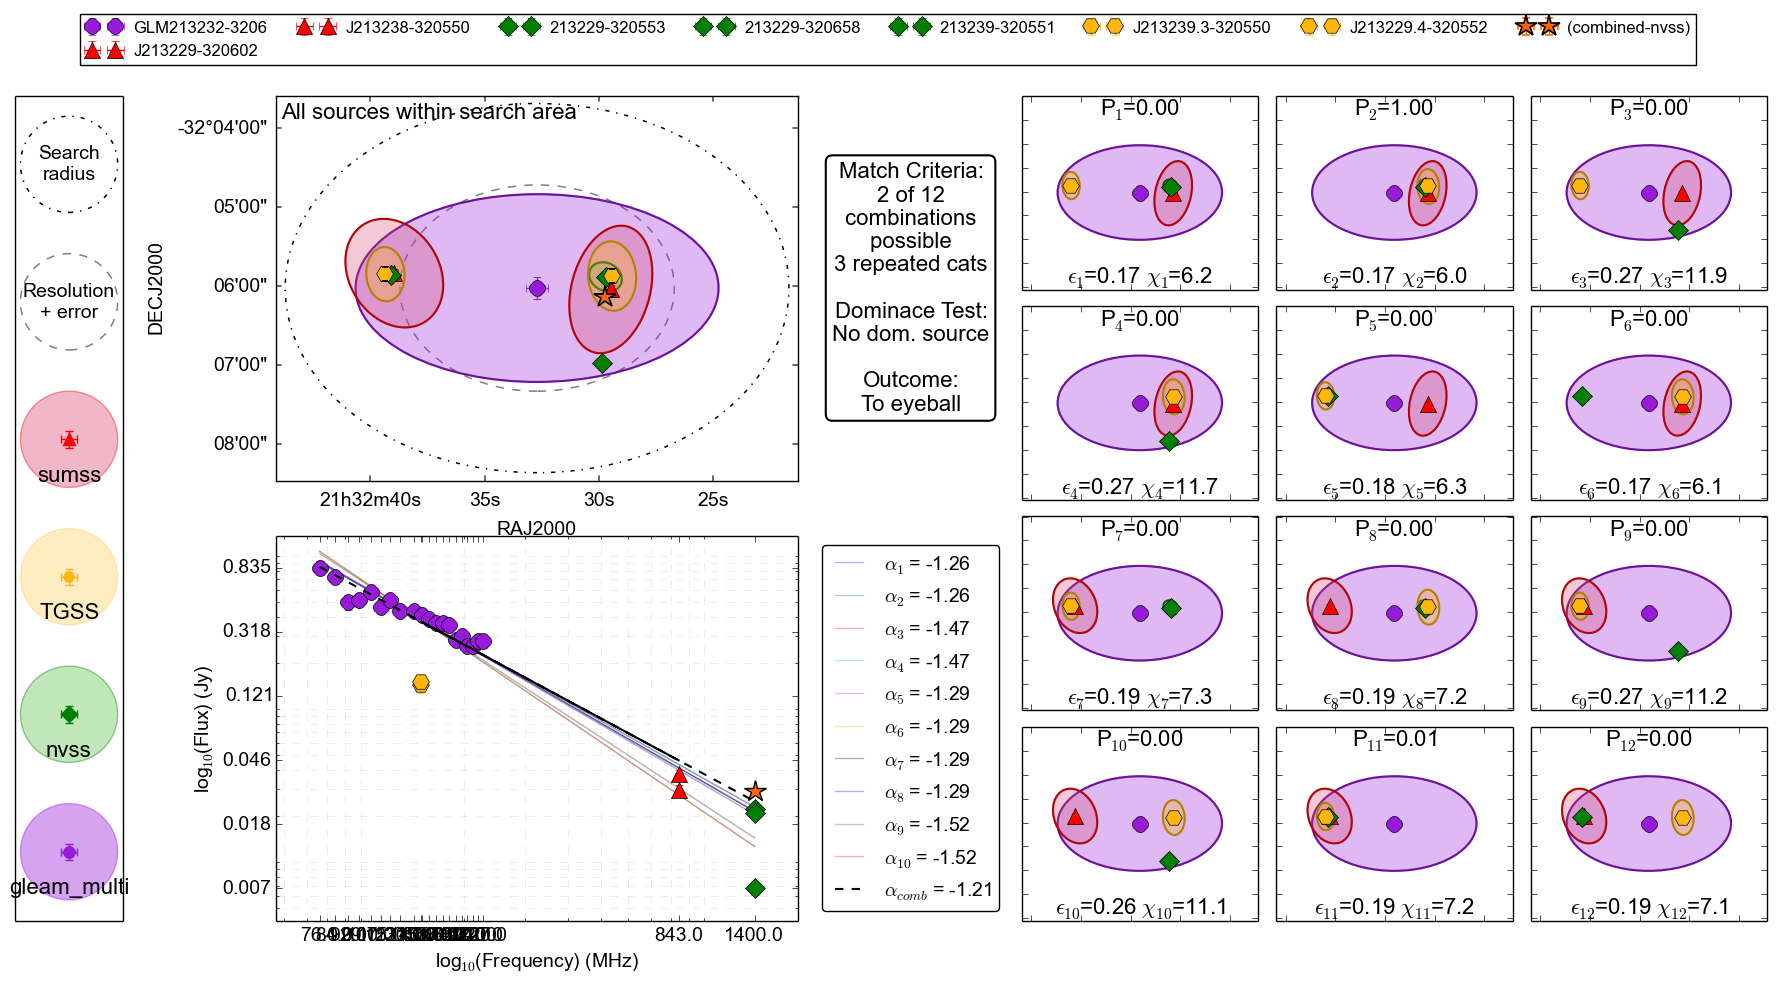 GLM213232-3206 J213238-320550 213229-320553 213229-320658 213239-320551 J213239.3-320550 J213229.4-320552 (combined-nvss)
J213229-320602
Search
radius
Resolution
+ error
sumss
TGSS
nvss
gleam_multi
All sources within search area
-32°04'00"
05'00"
06'00"
07'00"
08'00"
DECJ2000
21h32m40s 35s 30s 25s
RAJ2000
Match Criteria:
2 of 12
combinations
possible
3 repeated cats
Dominace Test:
No dom. source
Outcome:
To eyeball
0.835
0.318
0.121
0.046
0.018
0.007
log10(Flux) (Jy)
843.0 1400.0
log10(Frequency) (MHz)
α1 = -1.26
α2 = -1.26
α3 = -1.47
α4 = -1.47
α5 = -1.29
α6 = -1.29
α7 = -1.29
α8 = -1.29
α9 = -1.52
α10 = -1.52
αcomb = -1.21
P1=0.00 P2=1.00 P3=0.00
ϵ1=0.17 χ1=6.2 ϵ2=0.17 χ2=6.0 ϵ3=0.27 χ3=11.9
P4=0.00 P5=0.00 P6=0.00
ϵ4=0.27 χ4=11.7 ϵ5=0.18 χ5=6.3 ϵ6=0.17 χ6=6.1
P7=0.00 P8=0.00 P9=0.00
ϵ7=0.19 χ7=7.3 ϵ8=0.19 χ8=7.2 ϵ9=0.27 χ9=11.2
P10=0.00 P11=0.01 P12=0.00
ϵ10=0.26 χ10=11.1 ϵ11=0.19 χ11=7.2 ϵ12=0.19 χ12=7.1